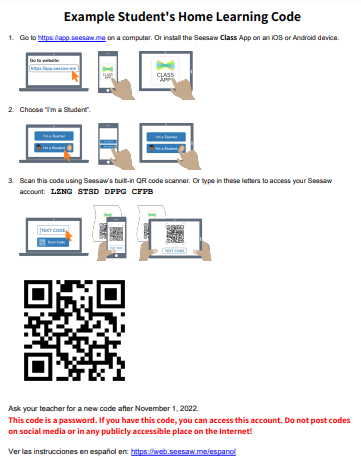 Example Student's Home Learning Code
1. Go to https://app.seesaw.me on a computer. Or install the Seesaw Class App on an iOS or Android device.
Go to website:
https://app.seesaw.me
CLASS APP
CLASS
APP
2. Choose "I'm a Student".
I'm a Teacher
I'm a Student
I'm a Teacher
I'm a Student
3. Scan this code using Seesaw's built-in QR code scanner. Or type in these letters to access your Seesaw
account: LZNG STSD DPPG CFPB
TEXT CODE
Scan Code
TEXT CODE
Ask your teacher for a new code after November 1, 2022.
This code is a password. If you have this code, you can access this account. Do not post codes
on social media or in any publicly accessible place on the Internet!
Ver las instrucciones en español en: https://web.seesaw.me/espanol